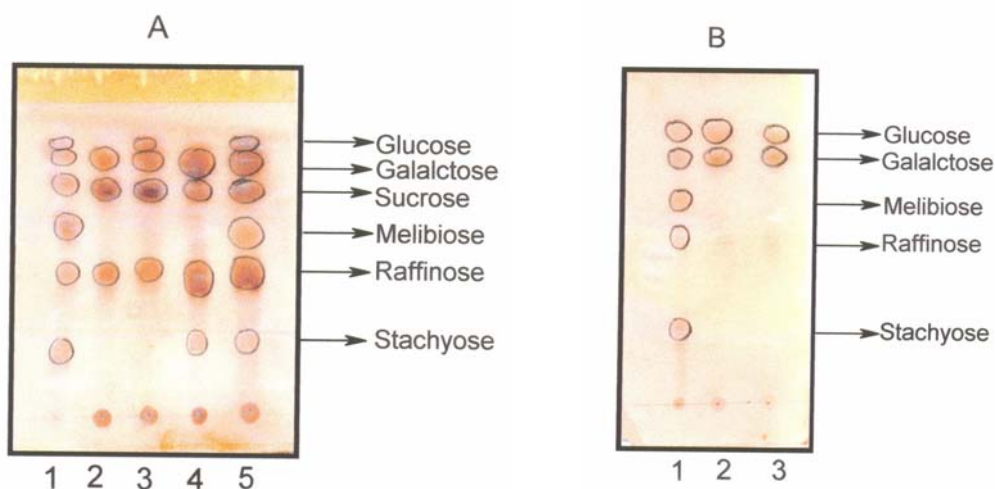 A
Glucose
Galalctose
Sucrose
Melibiose
Raffinose
Stachyose
1 2 3 4 5
B
Glucose
Galalctose
Melibiose
Raffinose
Stachyose
1 2 3